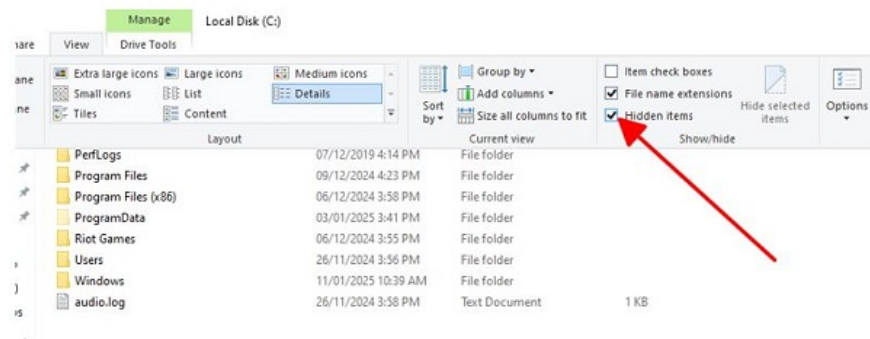 Manage Local Disk (C:)
View Drive Tools
Extra large icons Large icons Medium icons
Small icons List Details
Tiles Content
Layout
Sort by
Group by
Add columns
Size all columns to fit
Current view
Item check boxes
File name extensions
Hidden items
Hide selected items
Show/hide
Options
PerfLogs 07/12/2019 4:14 PM File folder
Program Files 09/12/2024 4:23 PM File folder
Program Files (x86) 06/12/2024 3:58 PM File folder
ProgramData 03/01/2025 3:41 PM File folder
Riot Games 06/12/2024 3:55 PM File folder
Users 26/11/2024 3:56 PM File folder
Windows 11/01/2025 10:39 AM File folder
audio.log 26/11/2024 3:58 PM Text Document 1 KB